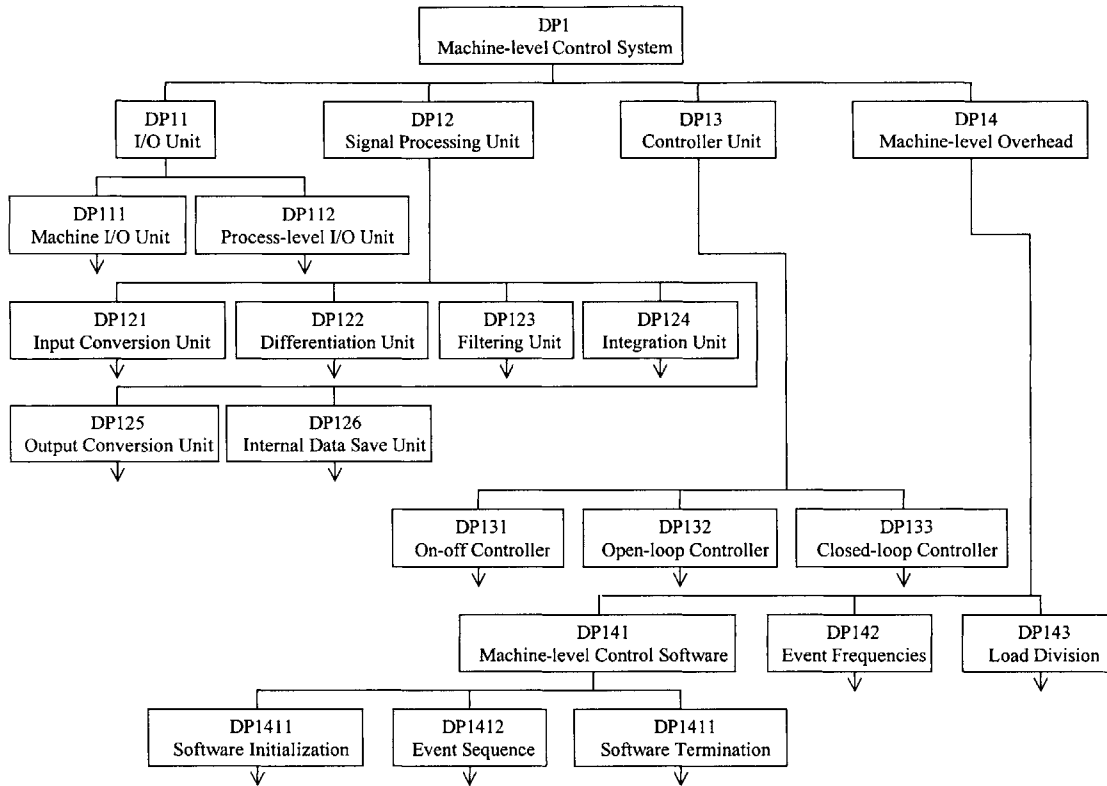 DP1
Machine-level Control System
DP11
I/O Unit
DP12
Signal Processing Unit
DP13
Controller Unit
DP14
Machine-level Overhead
DP111
Machine I/O Unit
DP112
Process-level I/O Unit
DP121
Input Conversion Unit
DP122
Differentiation Unit
DP123
Filtering Unit
DP124
Integration Unit
DP125
Output Conversion Unit
DP126
Internal Data Save Unit
DP131
On-off Controller
DP132
Open-loop Controller
DP133
Closed-loop Controller
DP141
Machine-level Control Software
DP142
Event Frequencies
DP143
Load Division
DP1411
Software Initialization
DP1412
Event Sequence
DP1411
Software Termination